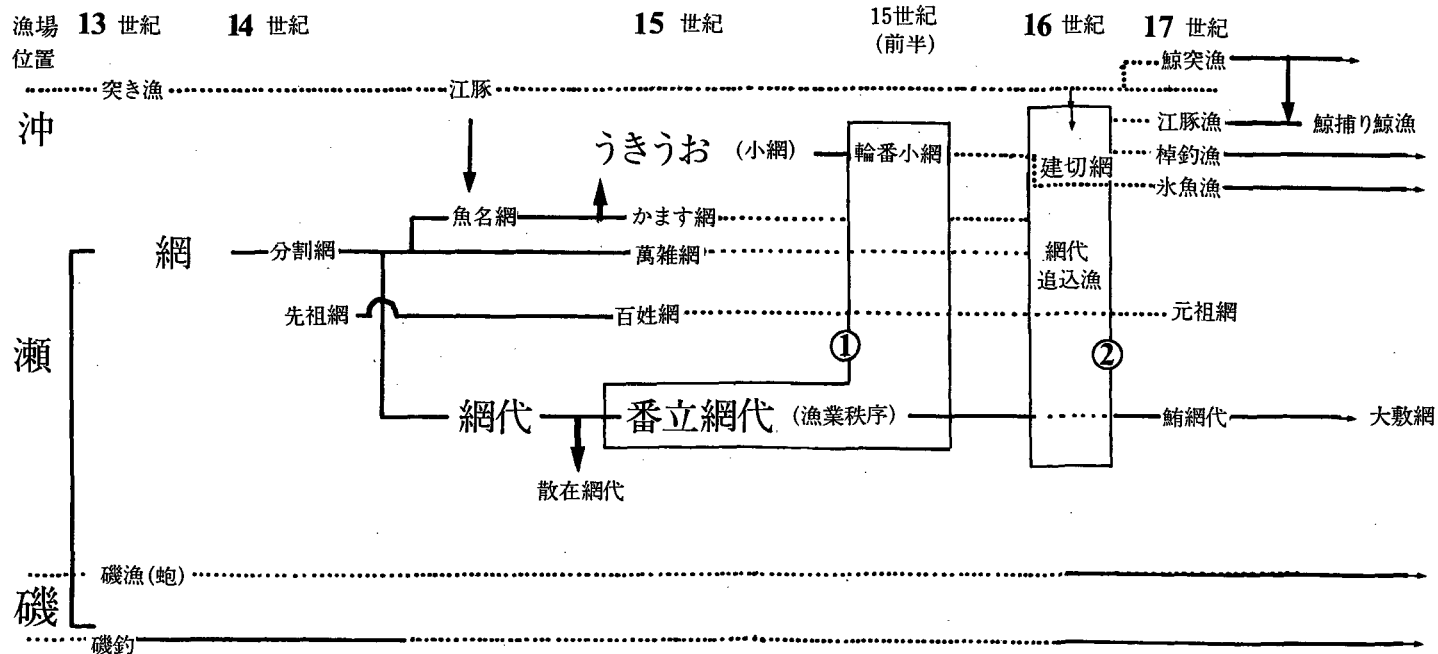 漁場
位置
13 世紀
14 世紀
15 世紀
15世紀
(前半)
16 世紀
17 世紀
鯨突漁
突き漁
江豚
沖
江豚漁
鯨捕り鯨漁
うきうお (小網)
輪番小網
棹釣漁
建切網
氷魚漁
魚名網
かます網
網
分割網
萬雑網
網代
追込漁
先祖網
百姓網
元祖網
瀬
①
②
網代
番立網代 (漁業秩序)
鮪網代
大敷網
散在網代
磯漁(蚫)
磯
磯釣